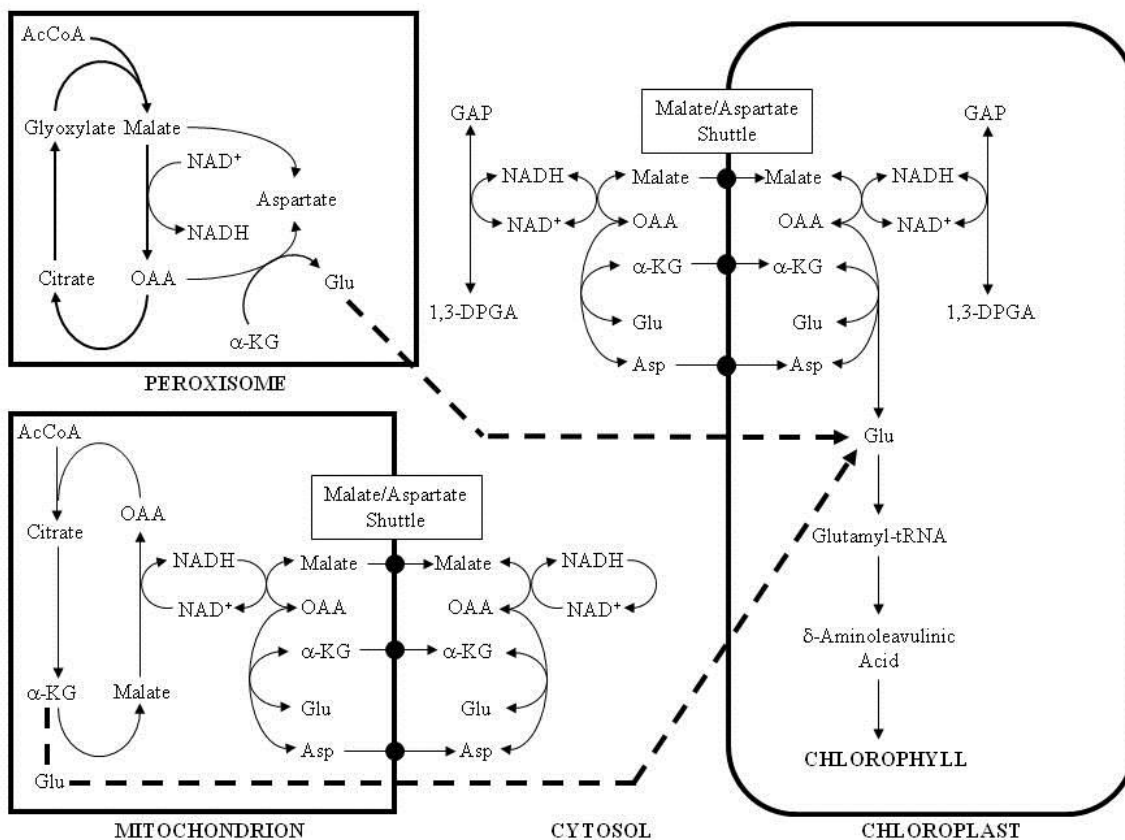 AcCoA
Glyoxylate Malate
NAD⁺
Aspartate
NADH
Citrate
OAA
Glu
α-KG
PEROXISOME
Malate/Aspartate
Shuttle
GAP
NADH
NAD⁺
1,3-DPGA
Malate
OAA
α-KG
Glu
Asp
Malate
OAA
α-KG
Glu
Asp
NADH
NAD⁺
GAP
1,3-DPGA
Glu
Glutamyl-tRNA
δ-Aminoleavulinic
Acid
CHLOROPHYLL
CHLOROPLAST
AcCoA
Citrate
OAA
α-KG
Malate
Glu
NADH
NAD⁺
Malate/Aspartate
Shuttle
Malate
OAA
α-KG
Glu
Asp
Malate
OAA
α-KG
Glu
Asp
NADH
NAD⁺
MITOCHONDRION
CYTOSOL